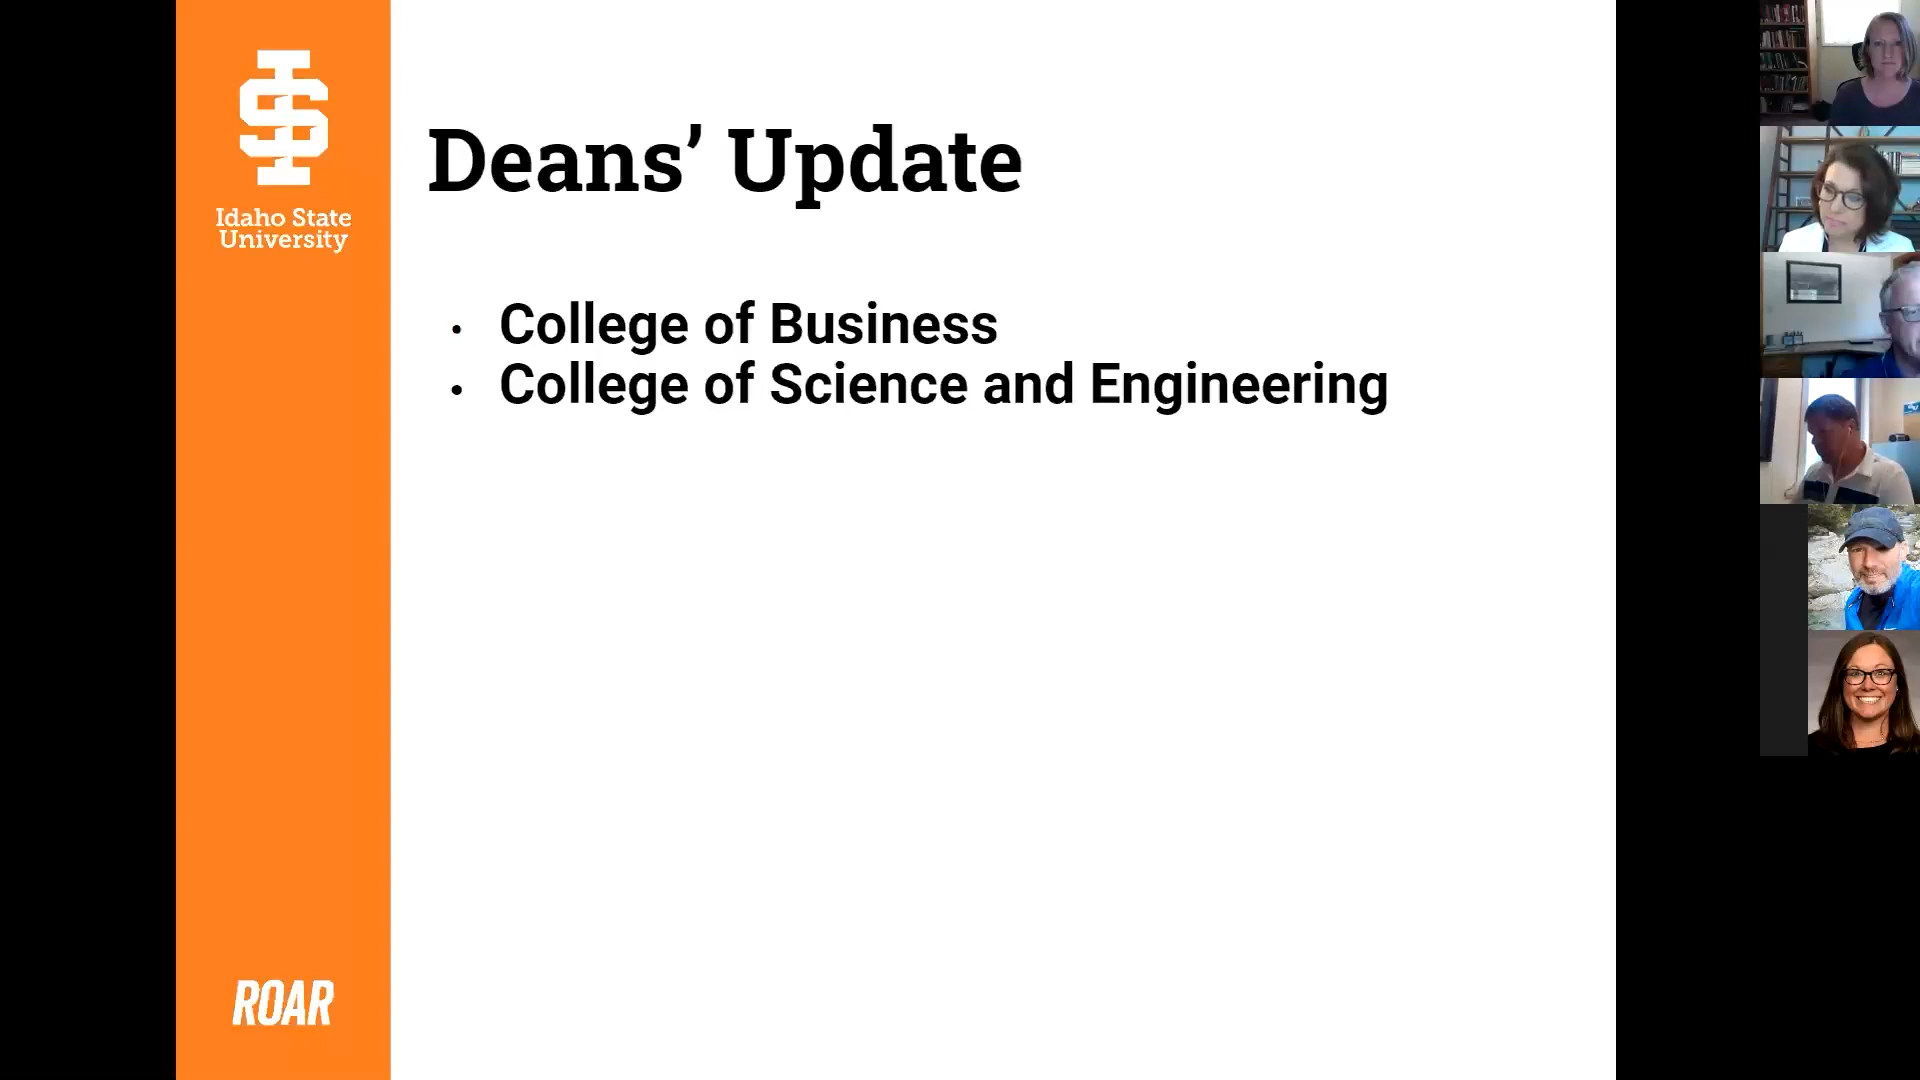 Idaho State
University
Deans’ Update
• College of Business
• College of Science and Engineering
ROAR